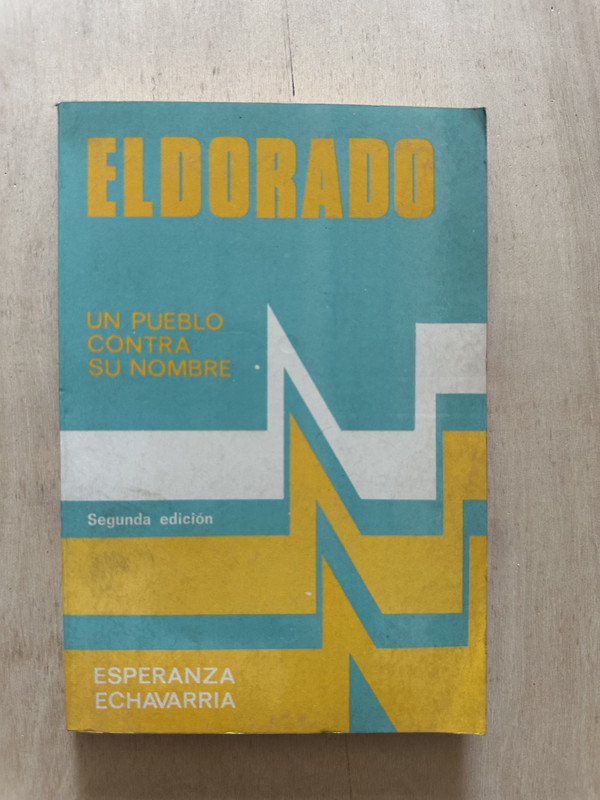 ELDORADO
UN PUEBLO
CONTRA
SU NOMBRE
Segunda edición
ESPERANZA
ECHAVARRIA